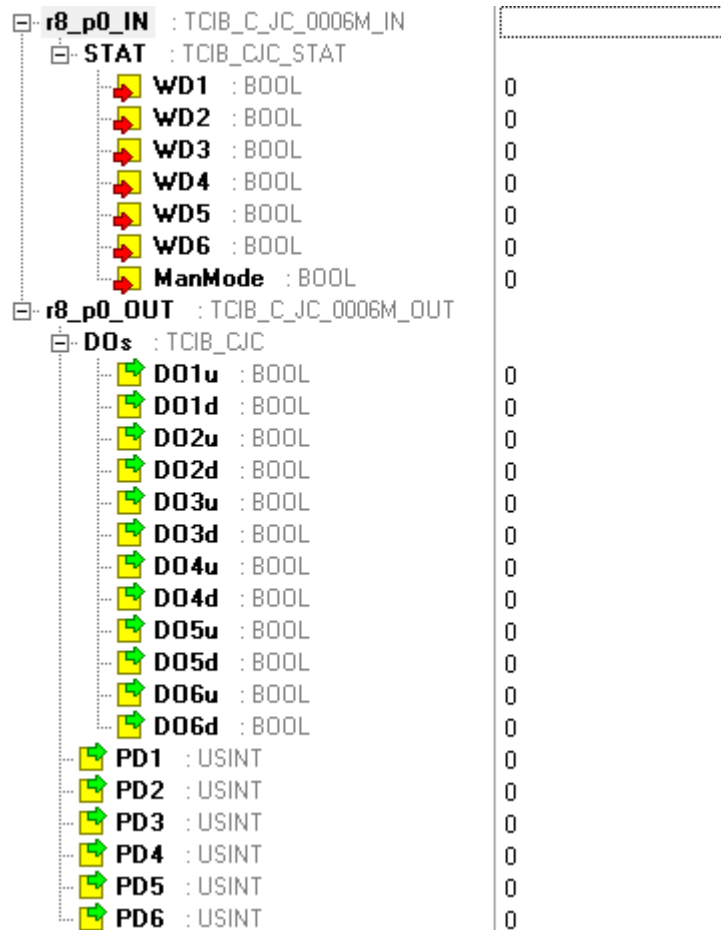 r8_p0_IN : TCIB_C_JC_0006M_IN
STAT : TCIB_CJC_STAT
WD1 : BOOL 0
WD2 : BOOL 0
WD3 : BOOL 0
WD4 : BOOL 0
WD5 : BOOL 0
WD6 : BOOL 0
ManMode : BOOL 0
r8_p0_OUT : TCIB_C_JC_0006M_OUT
DOs : TCIB_CJC
DO1u : BOOL 0
DO1d : BOOL 0
DO2u : BOOL 0
DO2d : BOOL 0
DO3u : BOOL 0
DO3d : BOOL 0
DO4u : BOOL 0
DO4d : BOOL 0
DO5u : BOOL 0
DO5d : BOOL 0
DO6u : BOOL 0
DO6d : BOOL 0
PD1 : USINT 0
PD2 : USINT 0
PD3 : USINT 0
PD4 : USINT 0
PD5 : USINT 0
PD6 : USINT 0